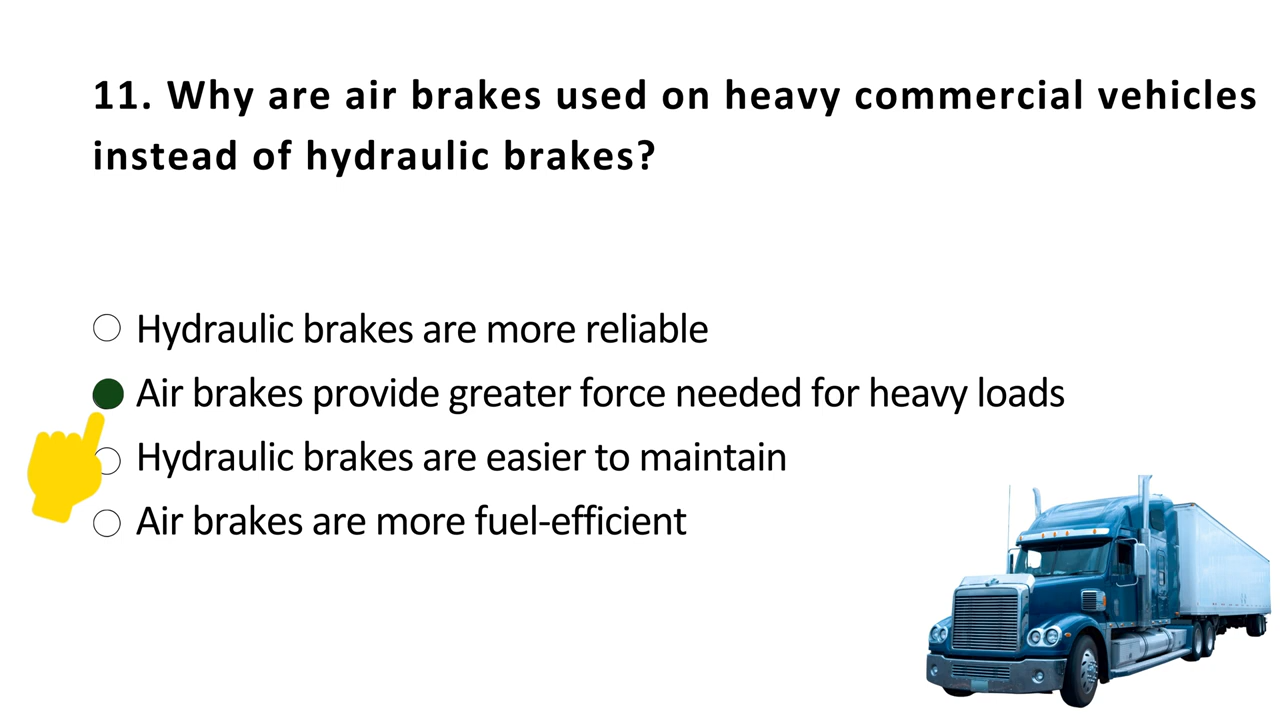 11. Why are air brakes used on heavy commercial vehicles
instead of hydraulic brakes?
Hydraulic brakes are more reliable
Air brakes provide greater force needed for heavy loads
Hydraulic brakes are easier to maintain
Air brakes are more fuel-efficient